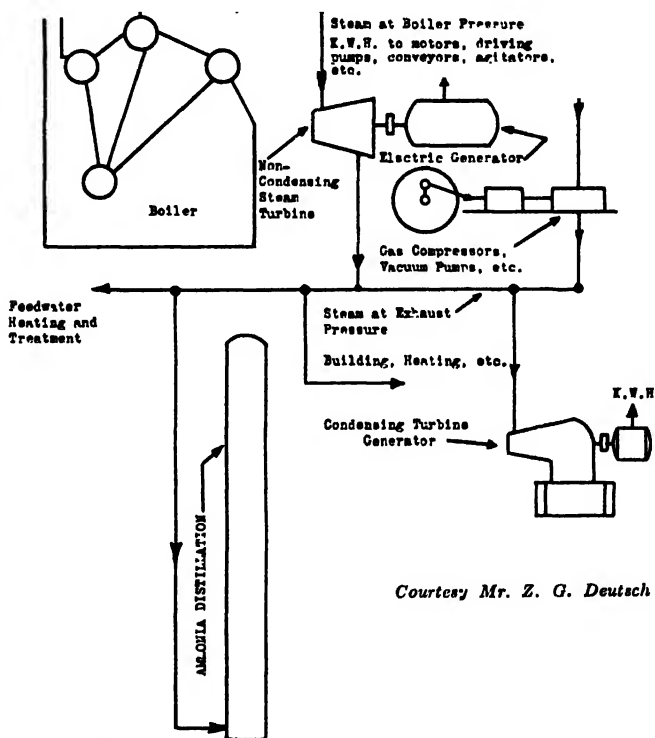 Steam at Boiler Pressure
K.W.H. to motors, driving
pumps, conveyors, agitators,
etc.
Non-
Condensing
Steam
Turbine
Electric Generator
Boiler
Gas Compressors,
Vacuum Pumps, etc.
Feedwater
Heating and
Treatment
Steam at Exhaust
Pressure
Building, Heating, etc.
K.W.H
Condensing Turbine
Generator
AMMONIA DISTILLATION
Courtesy Mr. Z. G. Deutsch